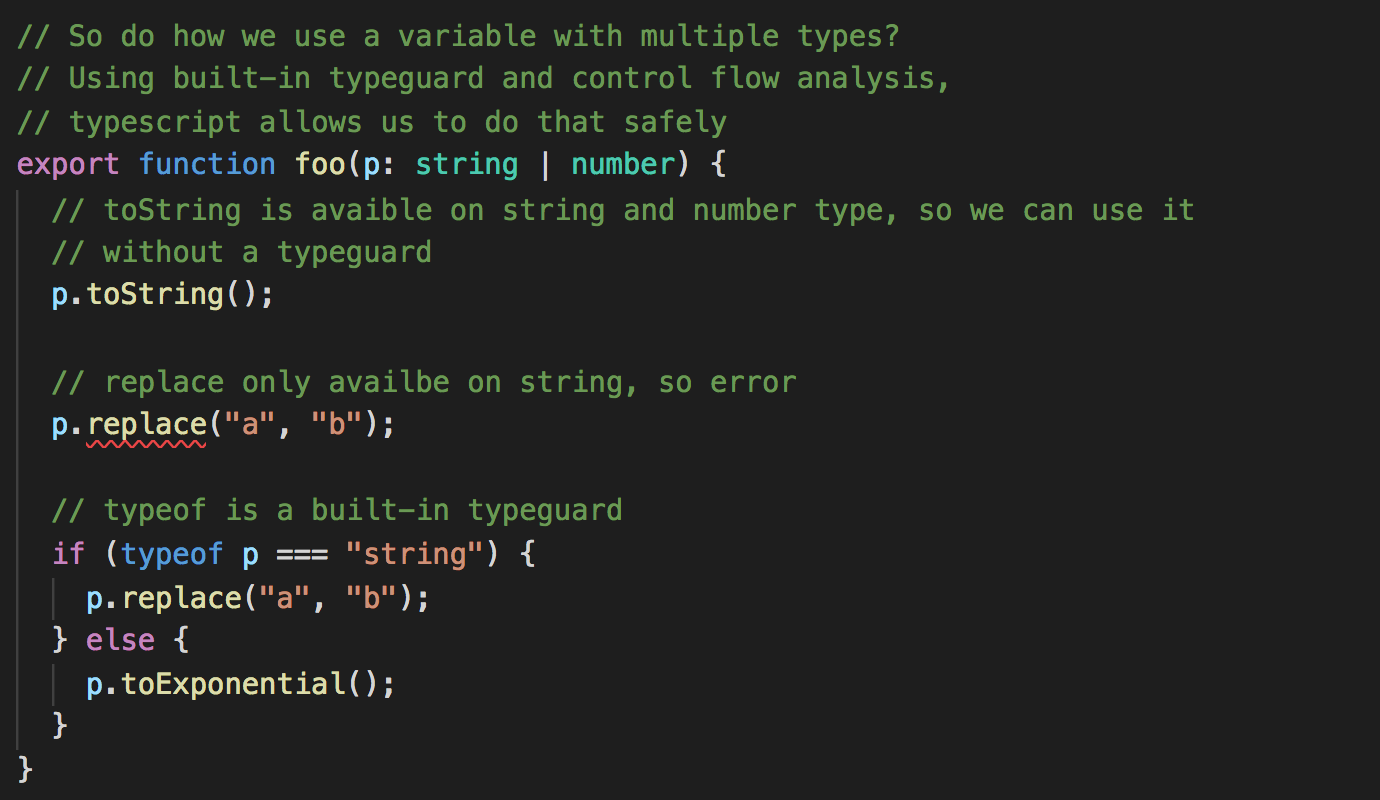 // So do how we use a variable with multiple types?
// Using built-in typeguard and control flow analysis,
// typescript allows us to do that safely
export function foo(p: string | number) {
// toString is avaible on string and number type, so we can use it
// without a typeguard
p.toString();
// replace only availbe on string, so error
p.replace("a", "b");
// typeof is a built-in typeguard
if (typeof p === "string") {
p.replace("a", "b");
} else {
p.toExponential();
}
}